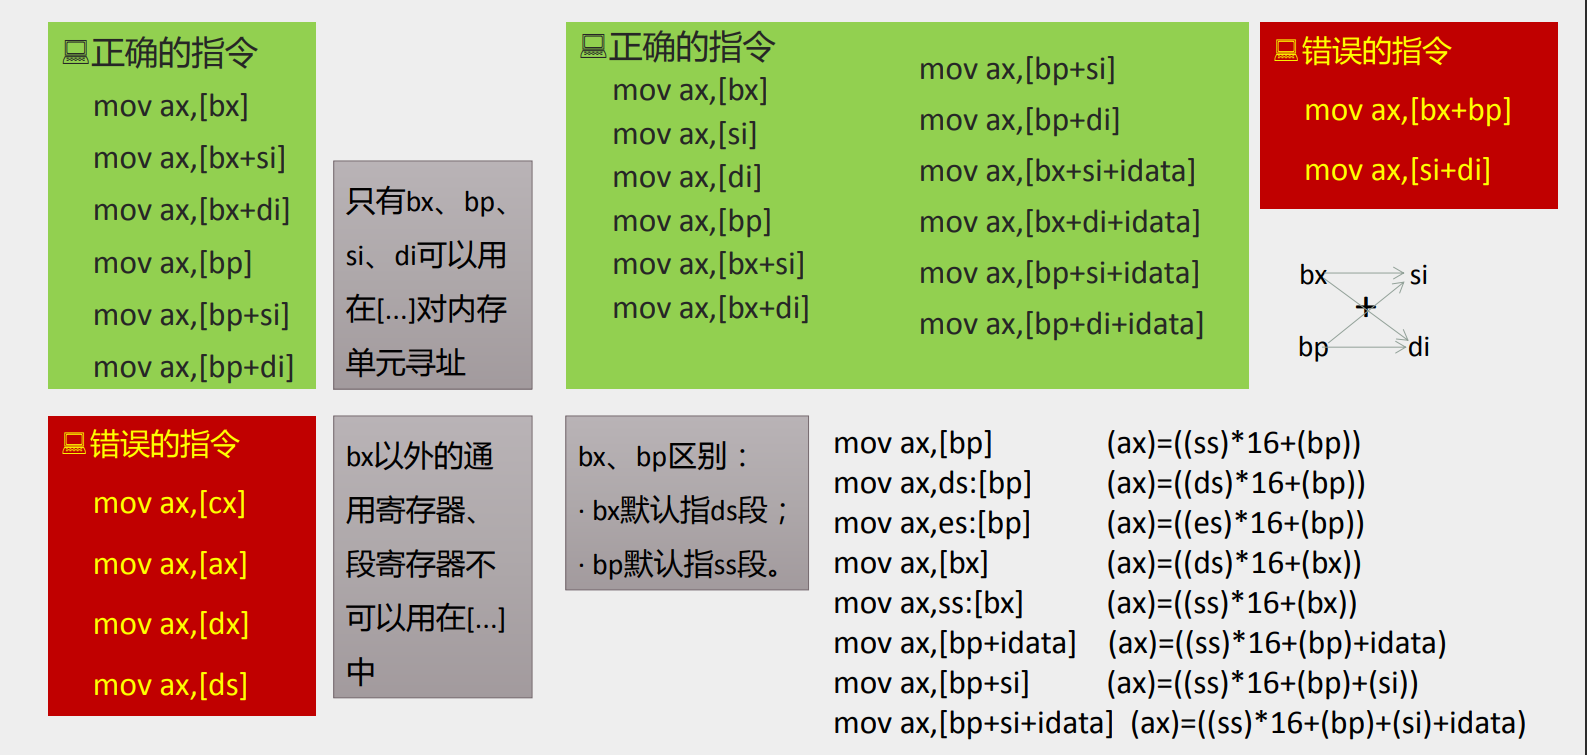 正确的指令
mov ax,[bx]
mov ax,[bx+si]
mov ax,[bx+di]
mov ax,[bp]
mov ax,[bp+si]
mov ax,[bp+di]
只有bx、bp、
si、di可以用
在[...]对内存
单元寻址
正确的指令
mov ax,[bx]
mov ax,[si]
mov ax,[di]
mov ax,[bp]
mov ax,[bx+si]
mov ax,[bx+di]
mov ax,[bp+si]
mov ax,[bp+di]
mov ax,[bx+si+idata]
mov ax,[bx+di+idata]
mov ax,[bp+si+idata]
mov ax,[bp+di+idata]
错误的指令
mov ax,[bx+bp]
mov ax,[si+di]
bx si
+
bp di
错误的指令
mov ax,[cx]
mov ax,[ax]
mov ax,[dx]
mov ax,[ds]
bx以外的通
用寄存器、
段寄存器不
可以用在[...]
中
bx、bp区别：
· bx默认指ds段；
· bp默认指ss段。
mov ax,[bp] (ax)=((ss)*16+(bp))
mov ax,ds:[bp] (ax)=((ds)*16+(bp))
mov ax,es:[bp] (ax)=((es)*16+(bp))
mov ax,[bx] (ax)=((ds)*16+(bx))
mov ax,ss:[bx] (ax)=((ss)*16+(bx))
mov ax,[bp+idata] (ax)=((ss)*16+(bp)+idata)
mov ax,[bp+si] (ax)=((ss)*16+(bp)+(si))
mov ax,[bp+si+idata] (ax)=((ss)*16+(bp)+(si)+idata)